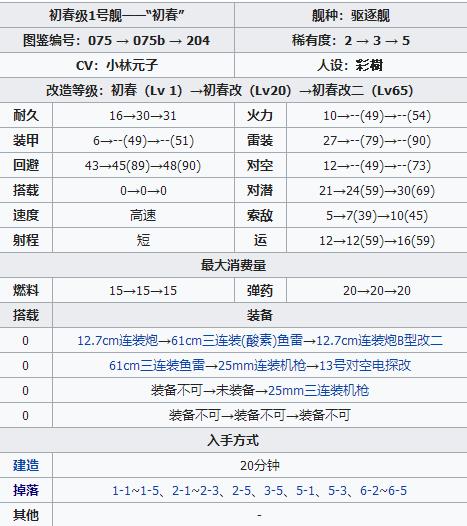 初春级1号舰——“初春” 舰种：驱逐舰
图鉴编号：075 → 075b → 204 稀有度：2 → 3 → 5
CV：小林元子 人设：彩樹
改造等级：初春（Lv 1）→初春改（Lv20）→初春改二（Lv65）
耐久 16→30→31 火力 10→--(49)→--(54)
装甲 6→--(49)→--(51) 雷装 27→--(79)→--(90)
回避 43→45(89)→48(90) 对空 12→--(49)→--(73)
搭载 0→0→0 对潜 21→24(59)→30(69)
速度 高速 索敌 5→7(39)→10(45)
射程 短 运 12→12(59)→16(59)
最大消费量
燃料 15→15→15 弹药 20→20→20
搭载 装备
0 12.7cm连装炮→61cm三连装(酸素)鱼雷→12.7cm连装炮B型改二
0 61cm三连装鱼雷→25mm连装机枪→13号对空电探改
0 装备不可→未装备→25mm三连装机枪
0 装备不可→装备不可→装备不可
入手方式
建造 20分钟
掉落 1-1~1-5、2-1~2-3、2-5、3-5、5-1、5-3、6-2~6-5
其他 -